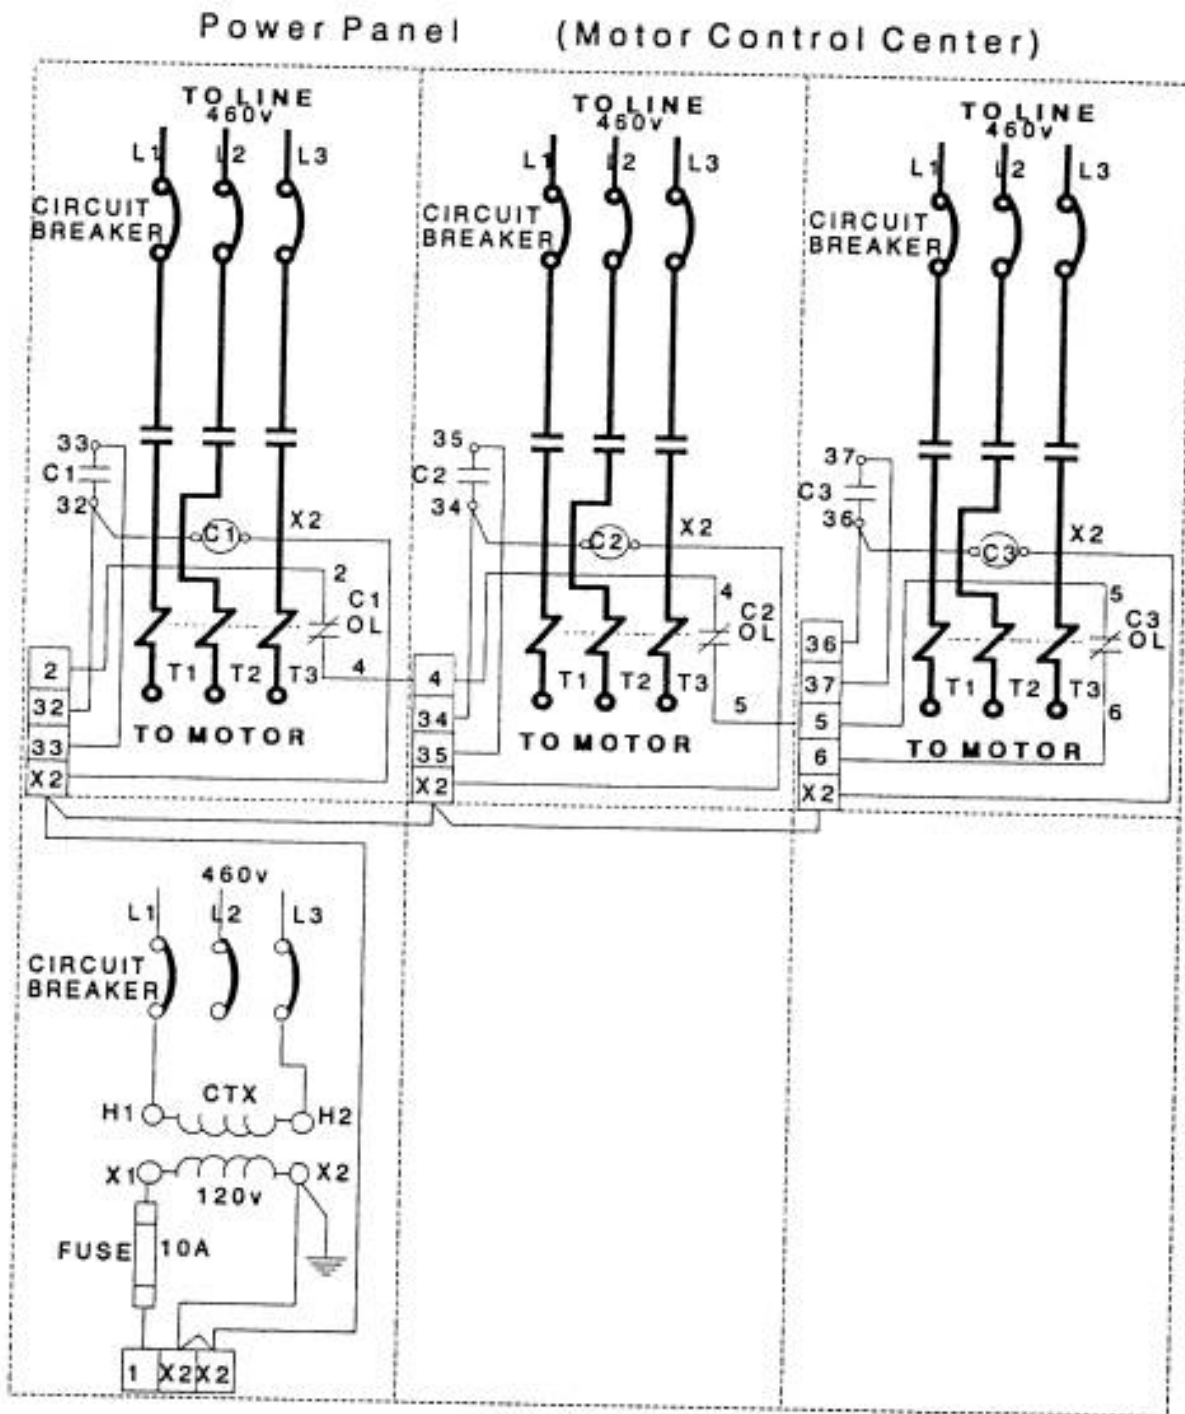 Power Panel (Motor Control Center)
TO LINE
460v
L1 L2 L3
CIRCUIT
BREAKER
33
C1
32
C1
X2
2
C1
OL
2
32
33
X2
T1 T2 T3
4
TO MOTOR
TO LINE
460v
L1 L2 L3
CIRCUIT
BREAKER
35
C2
34
C2
X2
4
C2
OL
4
34
35
X2
T1 T2 T3
5
TO MOTOR
TO LINE
460v
L1 L2 L3
CIRCUIT
BREAKER
37
C3
36
C3
X2
5
C3
OL
36
37
5
6
X2
T1 T2 T3
6
TO MOTOR
460v
L1 L2 L3
CIRCUIT
BREAKER
CTX
H1 H2
X1 X2
120v
FUSE 10A
1 X2 X2